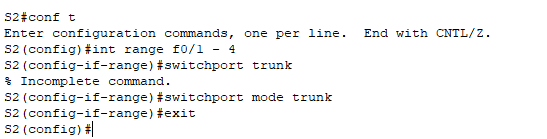 S2#conf t
Enter configuration commands, one per line.  End with CNTL/Z.
S2(config)#int range f0/1 - 4
S2(config-if-range)#switchport trunk
% Incomplete command.
S2(config-if-range)#switchport mode trunk
S2(config-if-range)#exit
S2(config)#